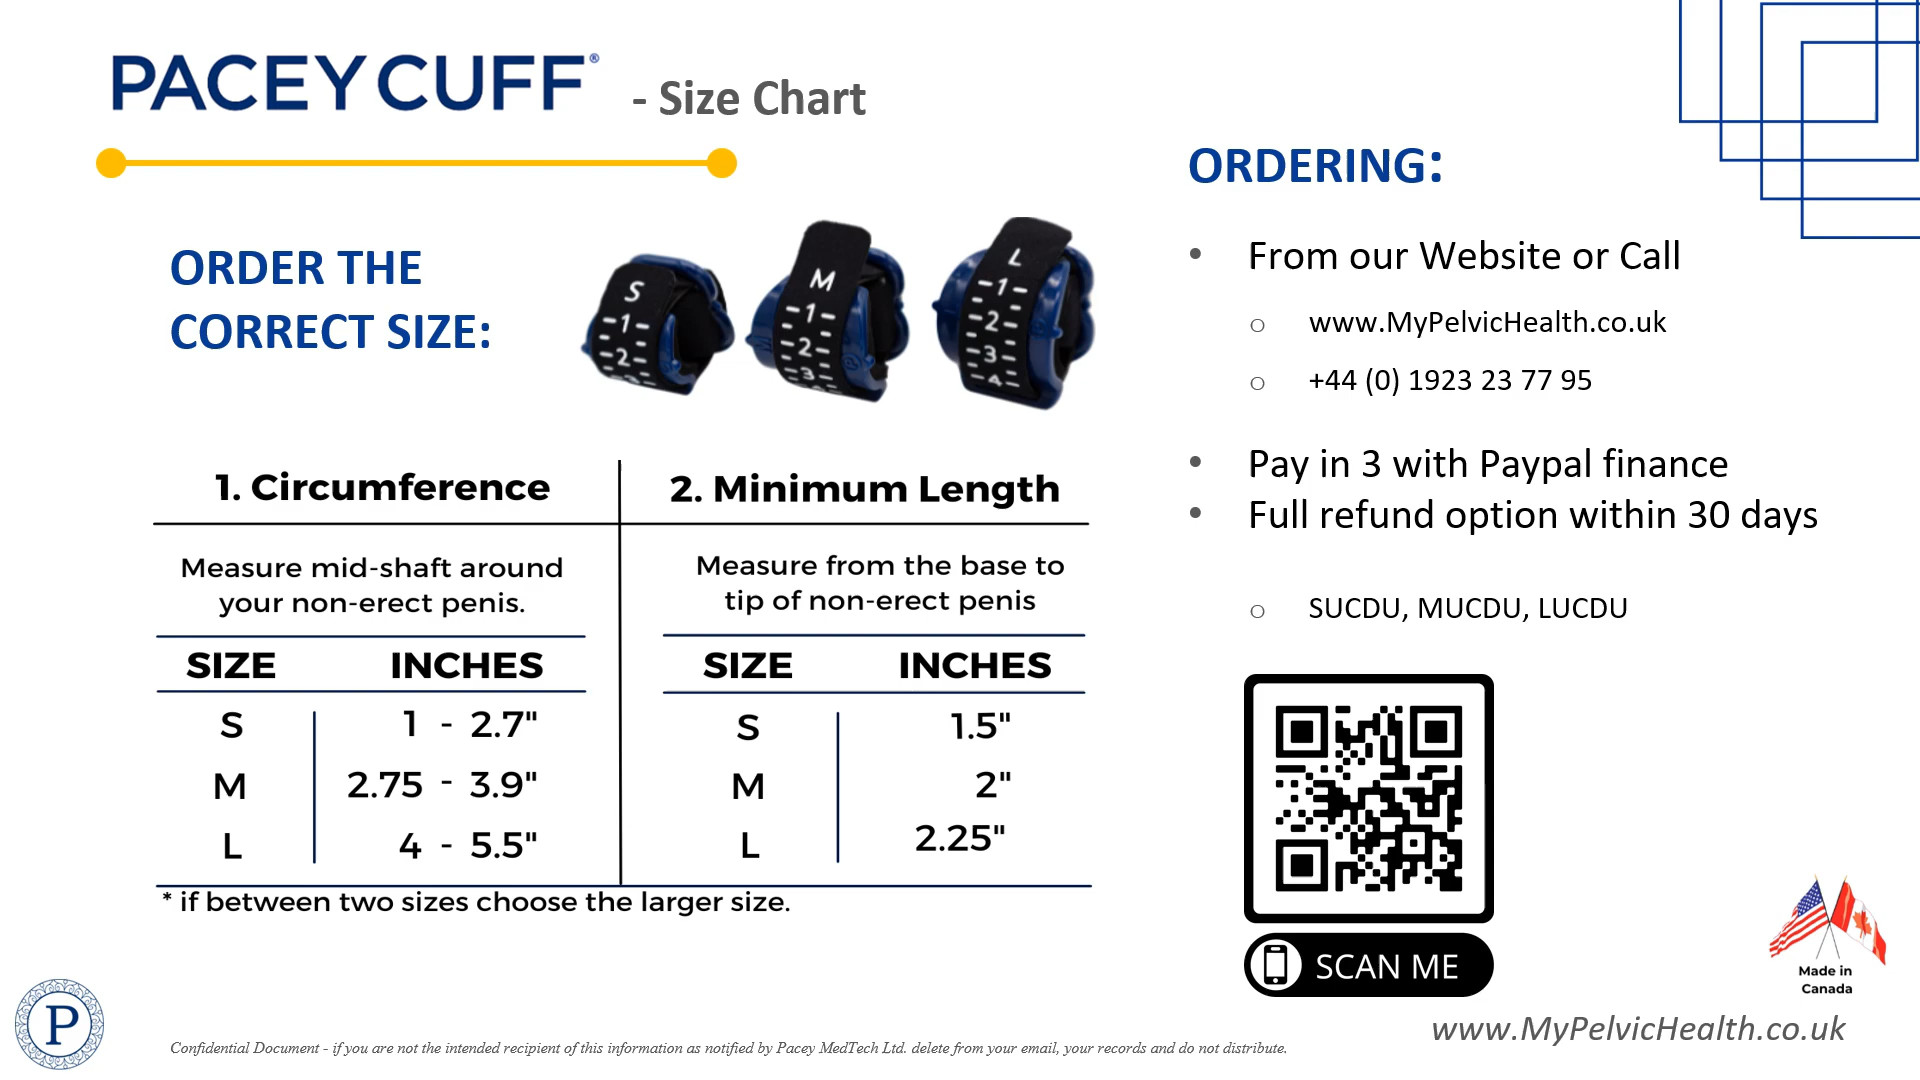 PACEY CUFF®
- Size Chart
ORDER THE
CORRECT SIZE:
S
1
2
M
1
2
3
L
1
2
3
4
1. Circumference
Measure mid-shaft around
your non-erect penis.
SIZE INCHES
S 1 - 2.7"
M 2.75 - 3.9"
L 4 - 5.5"
2. Minimum Length
Measure from the base to
tip of non-erect penis
SIZE INCHES
S 1.5"
M 2"
L 2.25"
* if between two sizes choose the larger size.
ORDERING:
• From our Website or Call
o www.MyPelvicHealth.co.uk
o +44 (0) 1923 23 77 95
• Pay in 3 with Paypal finance
• Full refund option within 30 days
o SUCDU, MUCDU, LUCDU
SCAN ME
Made in
Canada
www.MyPelvicHealth.co.uk
P
Confidential Document - if you are not the intended recipient of this information as notified by Pacey MedTech Ltd. delete from your email, your records and do not distribute.